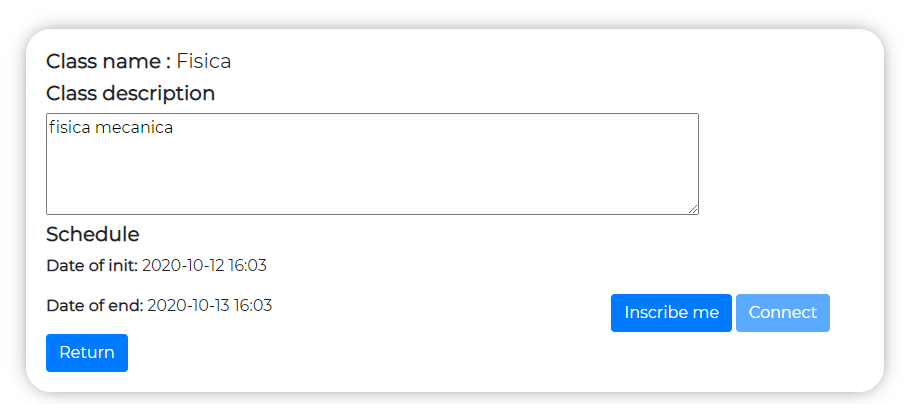 Class name : Fisica
Class description
fisica mecanica
Schedule
Date of init: 2020-10-12 16:03
Date of end: 2020-10-13 16:03
Inscribe me Connect
Return